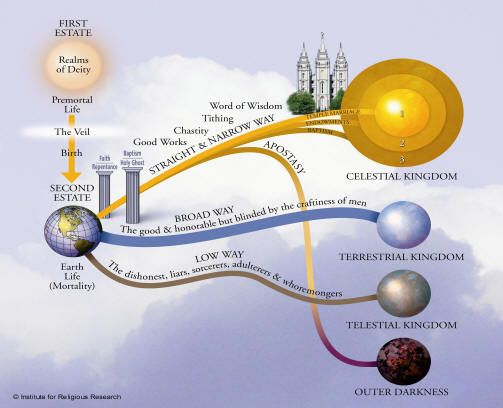 FIRST
ESTATE
Realms
of Deity
Premortal
Life
The Veil
Birth
SECOND
ESTATE
Faith
Repentance
Baptism
Holy Ghost
Earth
Life
(Mortality)
Word of Wisdom
Tithing
Chastity
Good Works
STRAIGHT & NARROW WAY
TEMPLE MARRIAGE
ENDOWMENTS
BAPTISM
1
2
3
CELESTIAL KINGDOM
APOSTASY
BROAD WAY
The good & honorable but blinded by the craftiness of men
TERRESTRIAL KINGDOM
LOW WAY
The dishonest, liars, sorcerers, adulterers & whoremongers
TELESTIAL KINGDOM
OUTER DARKNESS
© Institute for Religious Research